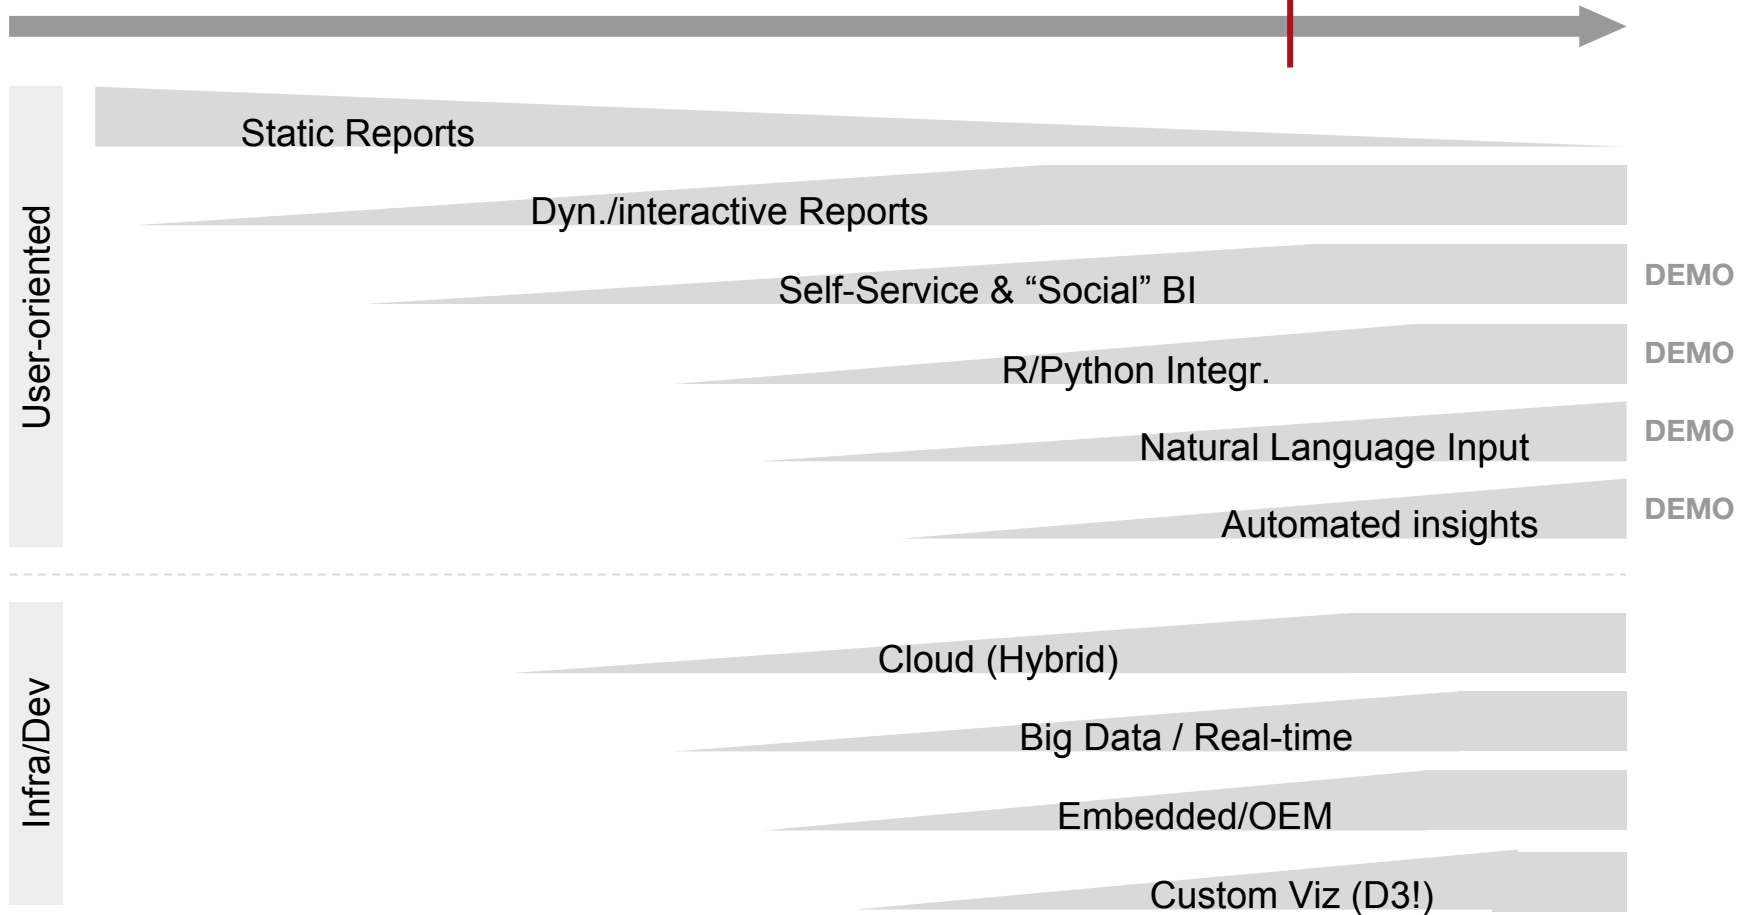 User-oriented
Static Reports
Dyn./interactive Reports
Self-Service & “Social” BI
DEMO
R/Python Integr.
DEMO
Natural Language Input
DEMO
Automated insights
DEMO
Infra/Dev
Cloud (Hybrid)
Big Data / Real-time
Embedded/OEM
Custom Viz (D3!)